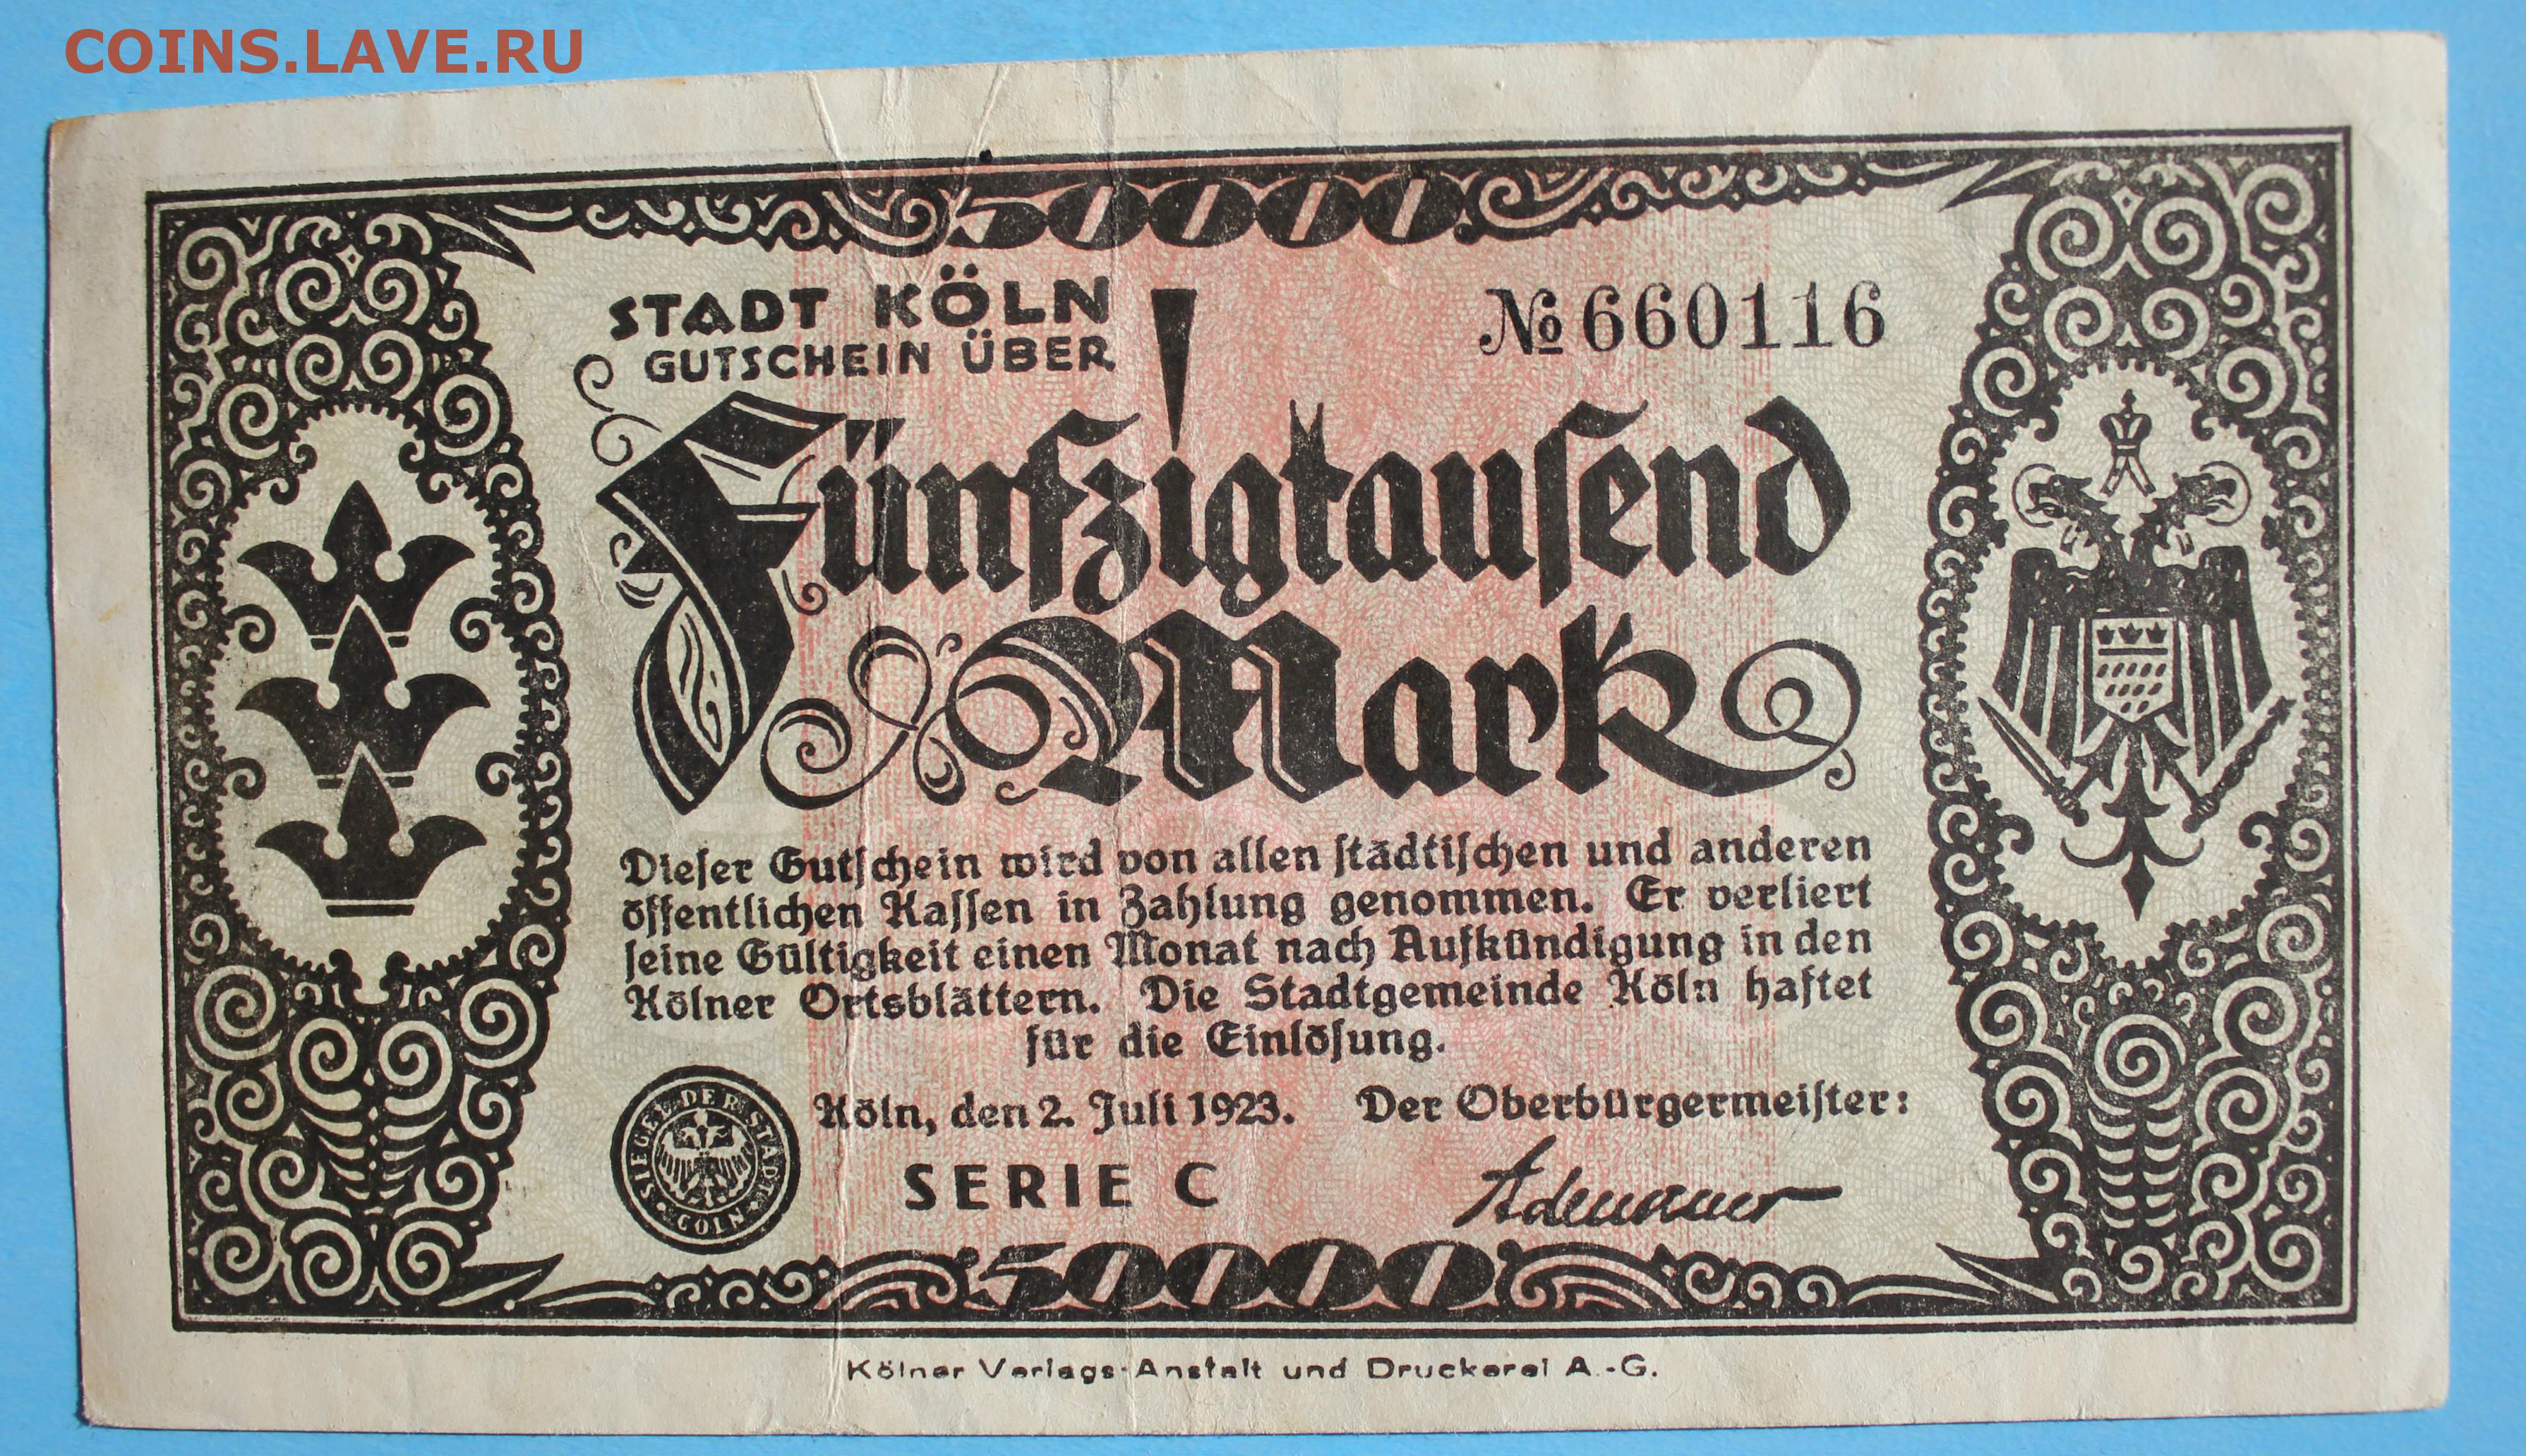 COINS.LAVE.RU
50000
STADT KÖLN
GUTSCHEIN ÜBER
№ 660116
Fünfzigtauſend
Mark
Dieſer Gutſchein wird von allen ſtädtiſchen und anderen
öffentlichen Kaſſen in Zahlung genommen. Er verliert
ſeine Gültigkeit einen Monat nach Aufkündigung in den
Kölner Ortsblättern. Die Stadtgemeinde Köln haftet
für die Einlöſung.
Köln, den 2. Juli 1923. Der Oberbürgermeiſter:
SIEGEL DER STADT CÖLN
SERIE C
Adenauer
50000
Kölner Verlags-Anstalt und Druckerei A.-G.